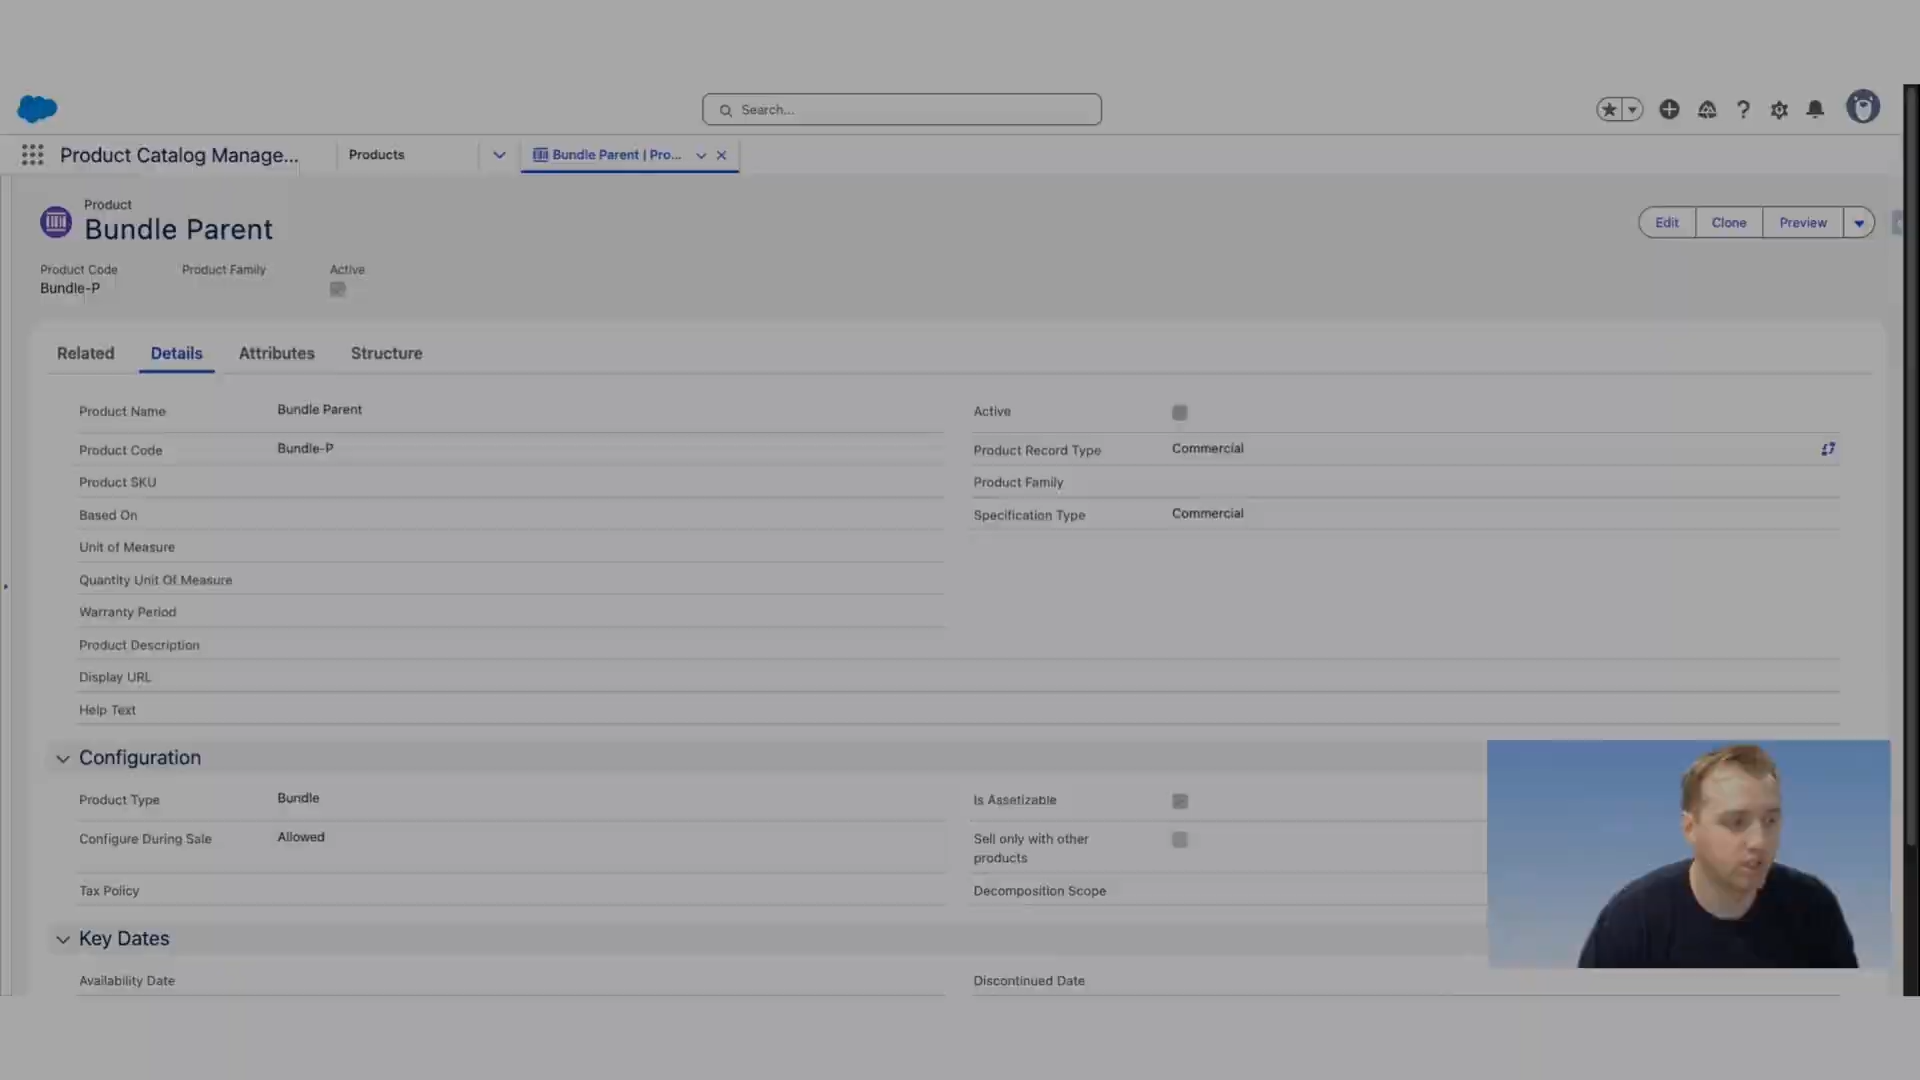 Search...
Product Catalog Manage...
Products
Bundle Parent | Pro...
Product
Bundle Parent
Edit
Clone
Preview
Product Code
Product Family
Active
Bundle-P
Related
Details
Attributes
Structure
Product Name
Bundle Parent
Active
Product Code
Bundle-P
Product Record Type
Commercial
Product SKU
Product Family
Based On
Specification Type
Commercial
Unit of Measure
Quantity Unit Of Measure
Warranty Period
Product Description
Display URL
Help Text
Configuration
Product Type
Bundle
Is Assetizable
Configure During Sale
Allowed
Sell only with other
products
Tax Policy
Decomposition Scope
Key Dates
Availability Date
Discontinued Date